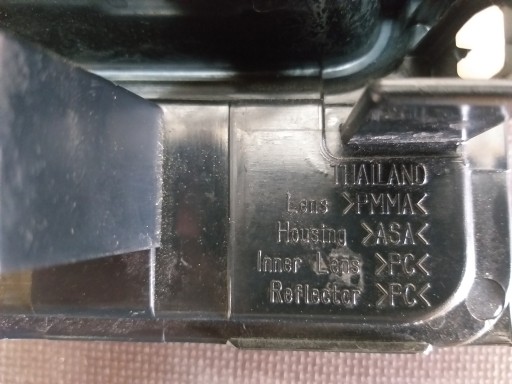 THAILAND
Lens >PMMA<
Housing >ASA<
Inner Lens >PC<
Reflector >PC<